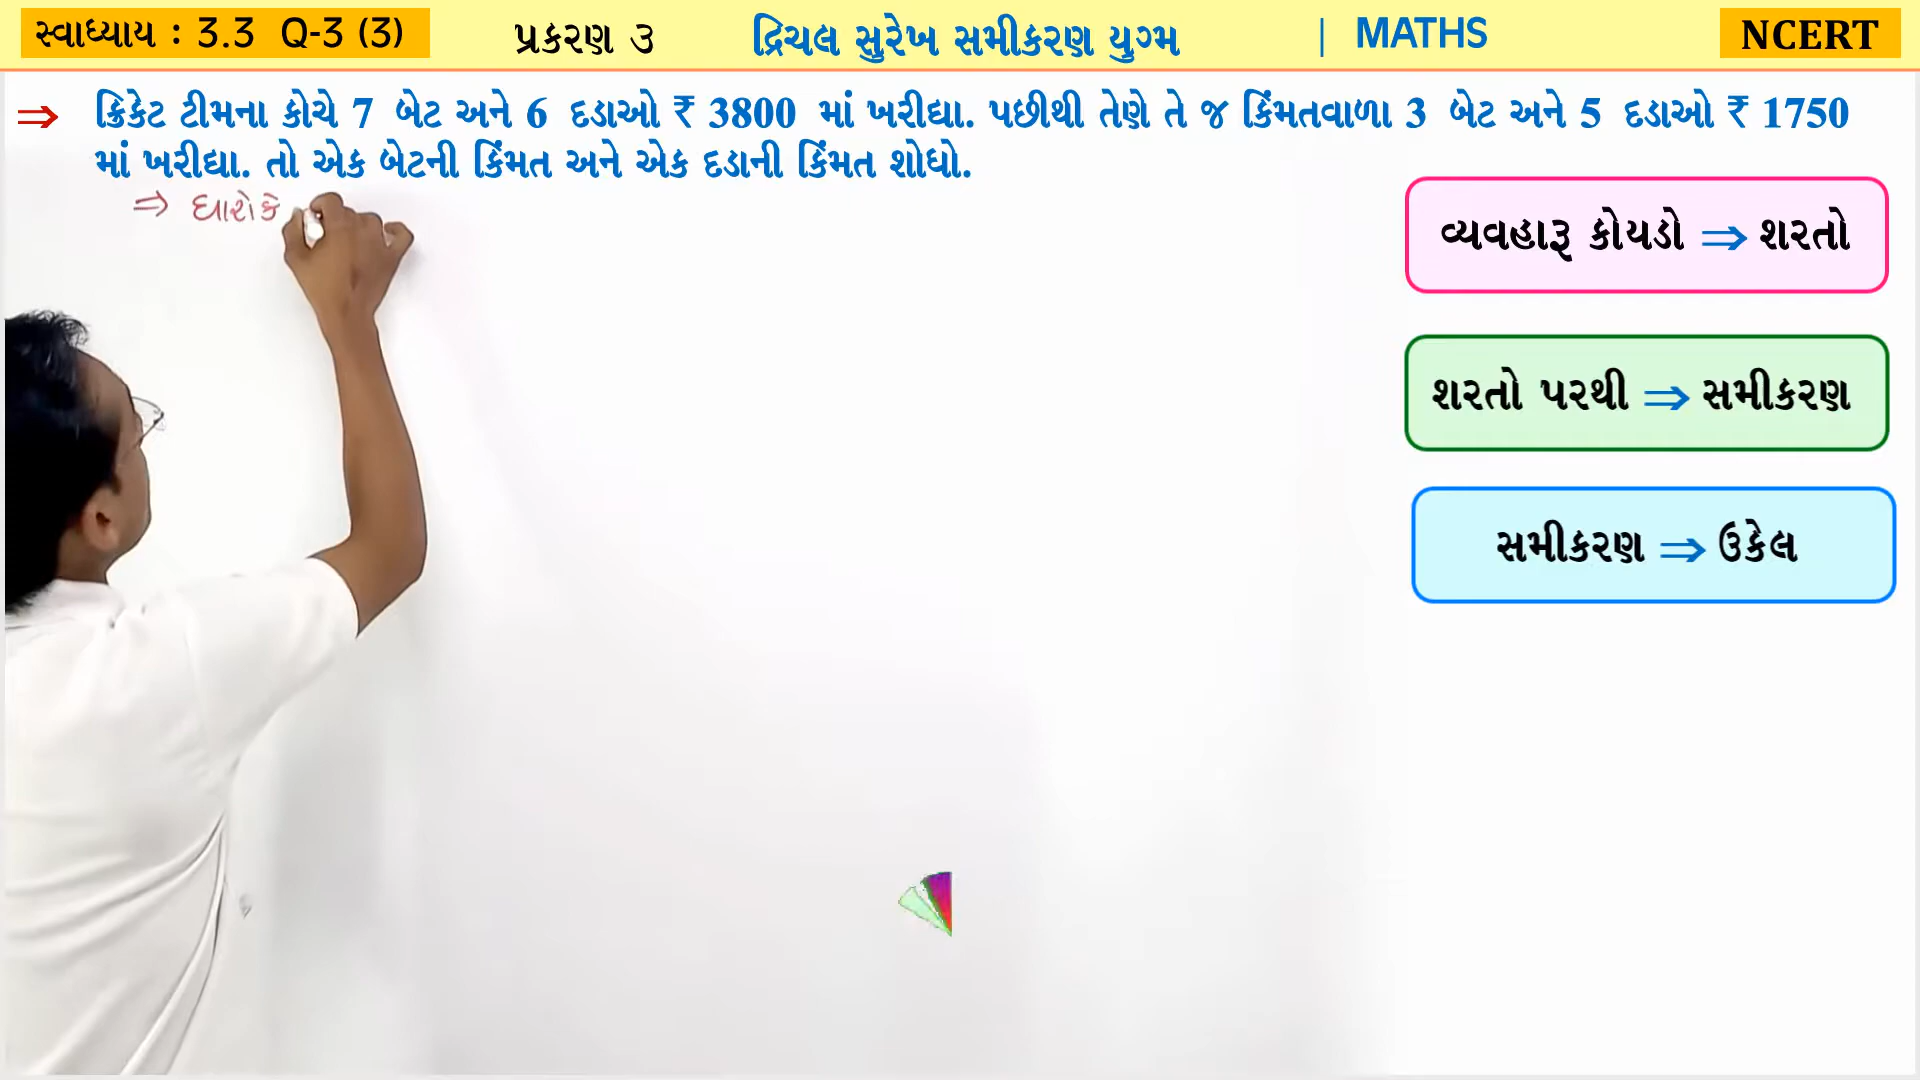 સ્વાધ્યાય : 3.3 Q-3 (3) પ્રકરણ ૩ દ્વિચલ સુરેખ સમીકરણ યુગ્મ | MATHS NCERT
⇒ ક્રિકેટ ટીમના કોચે 7 બેટ અને 6 દડાઓ ₹ 3800 માં ખરીદ્યા. પછીથી તેણે તે જ કિંમતવાળા 3 બેટ અને 5 દડાઓ ₹ 1750
માં ખરીદ્યા. તો એક બેટની કિંમત અને એક દડાની કિંમત શોધો.
⇒ ધારોકે
વ્યવહારૂ કોયડો ⇒ શરતો
શરતો પરથી ⇒ સમીકરણ
સમીકરણ ⇒ ઉકેલ